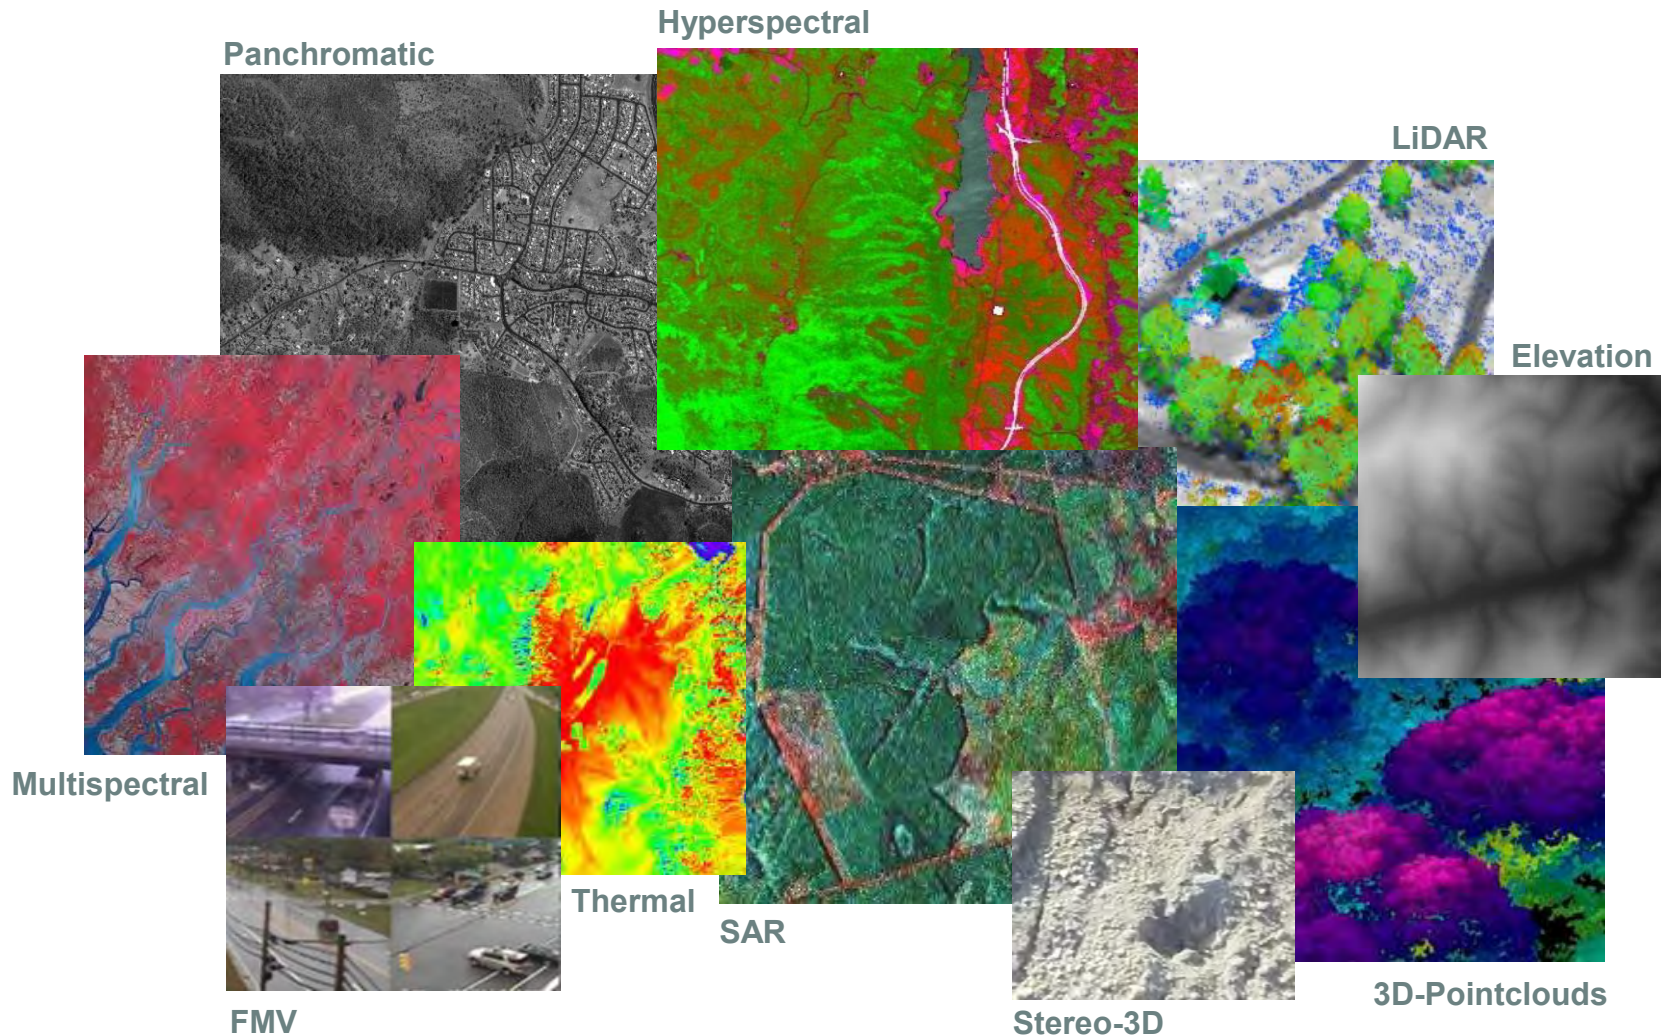 Hyperspectral
Panchromatic
LiDAR
Elevation
Multispectral
Thermal
SAR
3D-Pointclouds
FMV
Stereo-3D